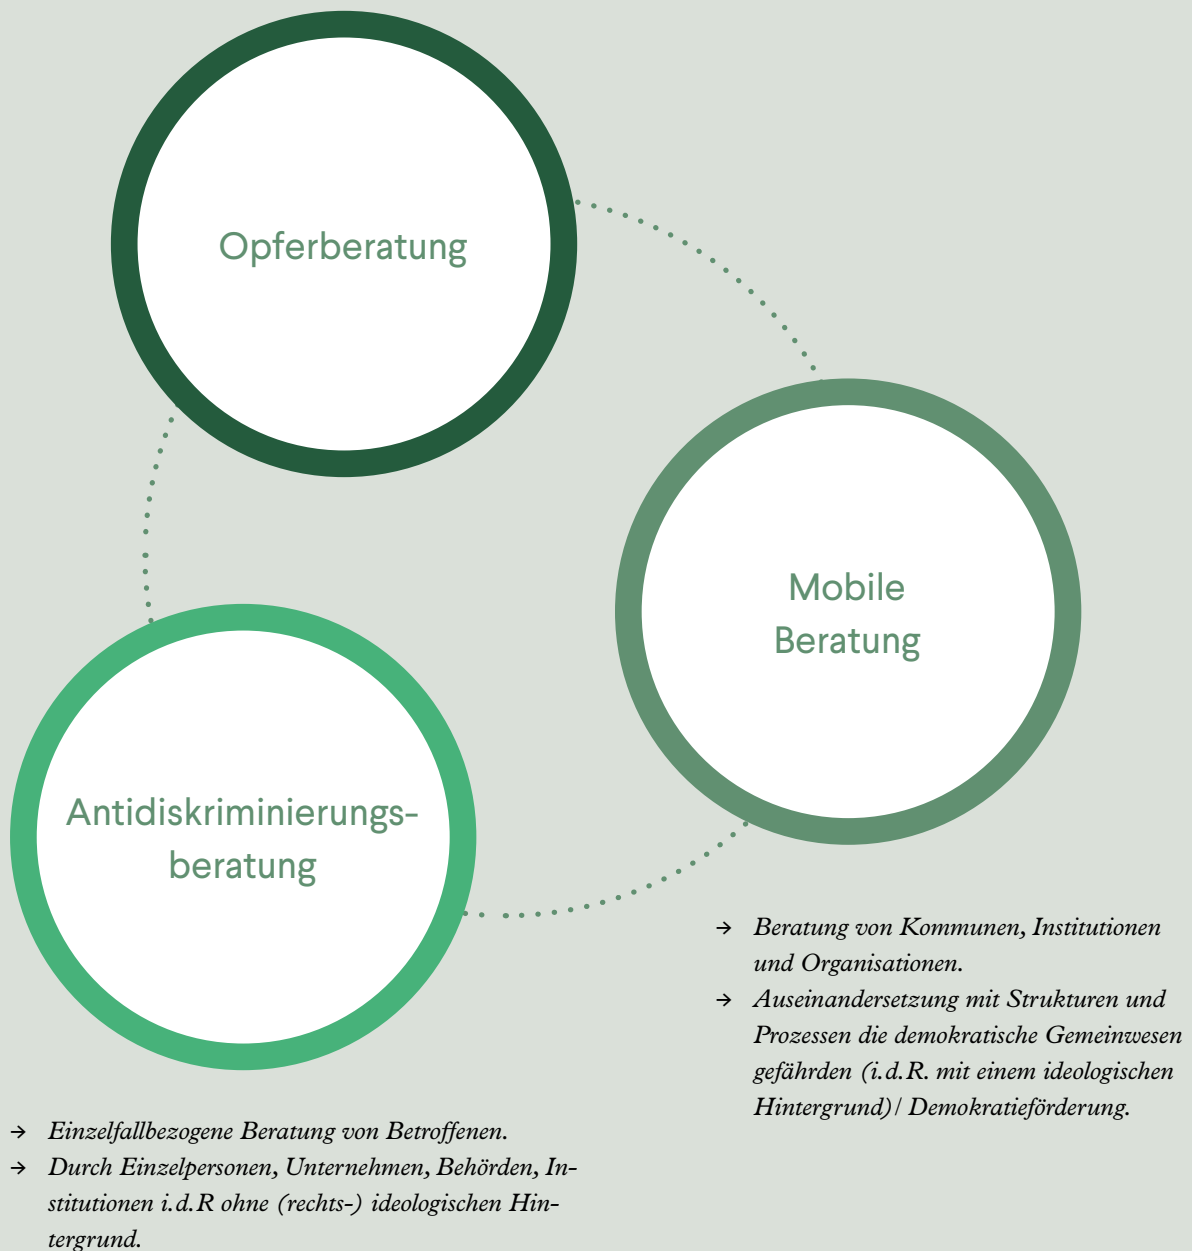 Opferberatung
Mobile
Beratung
Antidiskriminierungs-
beratung
→ Beratung von Kommunen, Institutionen
und Organisationen.
→ Auseinandersetzung mit Strukturen und
Prozessen die demokratische Gemeinwesen
gefährden (i.d.R. mit einem ideologischen
Hintergrund)/ Demokratieförderung.
→ Einzelfallbezogene Beratung von Betroffenen.
→ Durch Einzelpersonen, Unternehmen, Behörden, In-
stitutionen i.d.R ohne (rechts-) ideologischen Hin-
tergrund.